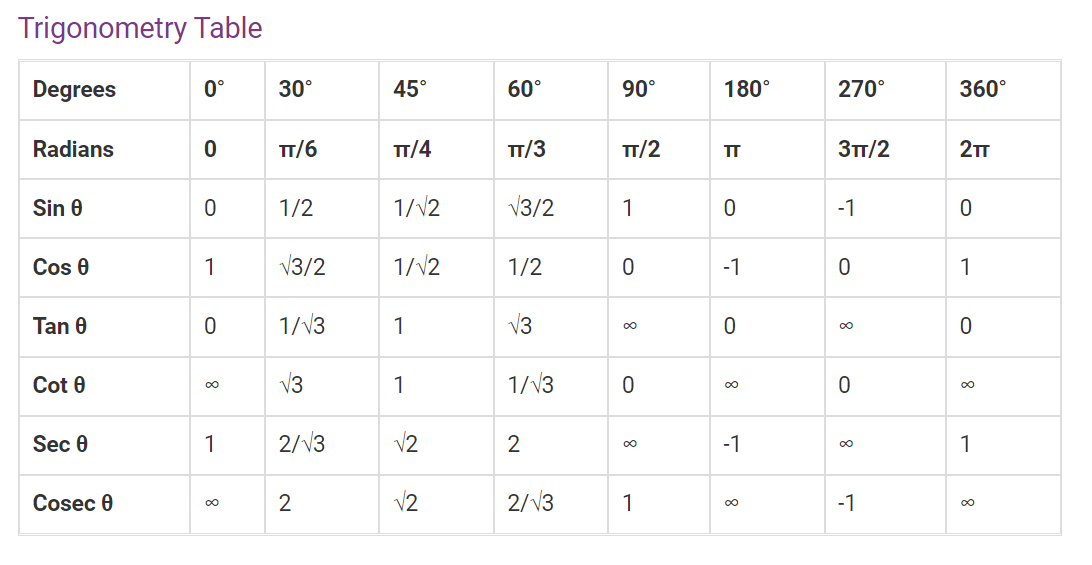 Trigonometry Table
Degrees 0° 30° 45° 60° 90° 180° 270° 360°
Radians 0 π/6 π/4 π/3 π/2 π 3π/2 2π
Sin θ 0 1/2 1/√2 √3/2 1 0 -1 0
Cos θ 1 √3/2 1/√2 1/2 0 -1 0 1
Tan θ 0 1/√3 1 √3 ∞ 0 ∞ 0
Cot θ ∞ √3 1 1/√3 0 ∞ 0 ∞
Sec θ 1 2/√3 √2 2 ∞ -1 ∞ 1
Cosec θ ∞ 2 √2 2/√3 1 ∞ -1 ∞